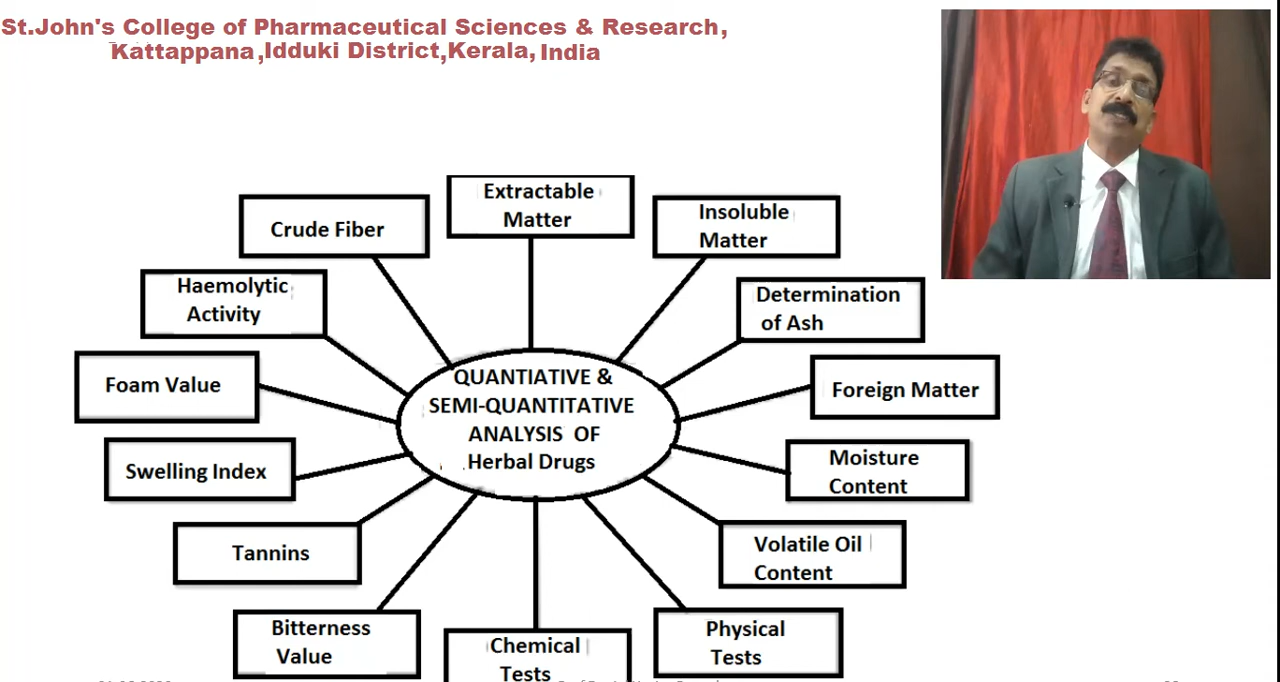 St.John's College of Pharmaceutical Sciences & Research,
Kattappana,Idduki District,Kerala, India
Extractable
Matter
Crude Fiber
Insoluble
Matter
Haemolytic
Activity
Determination
of Ash
Foam Value
QUANTIATIVE &
SEMI-QUANTITATIVE
ANALYSIS OF
Herbal Drugs
Foreign Matter
Swelling Index
Moisture
Content
Tannins
Volatile Oil
Content
Bitterness
Value
Chemical
Tests
Physical
Tests